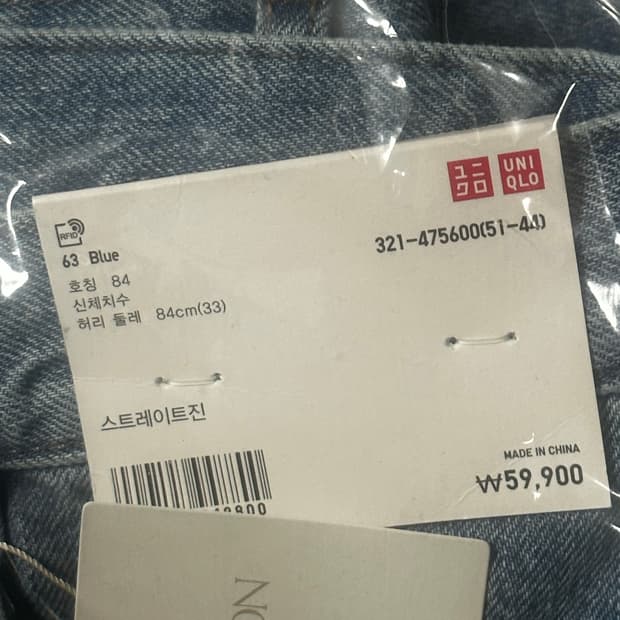 ユニ
クロ
UNI
QLO
RFID
63 Blue
321-475600(51-44)
호칭 84
신체치수
허리 둘레 84cm(33)
스트레이트진
MADE IN CHINA
₩59,900